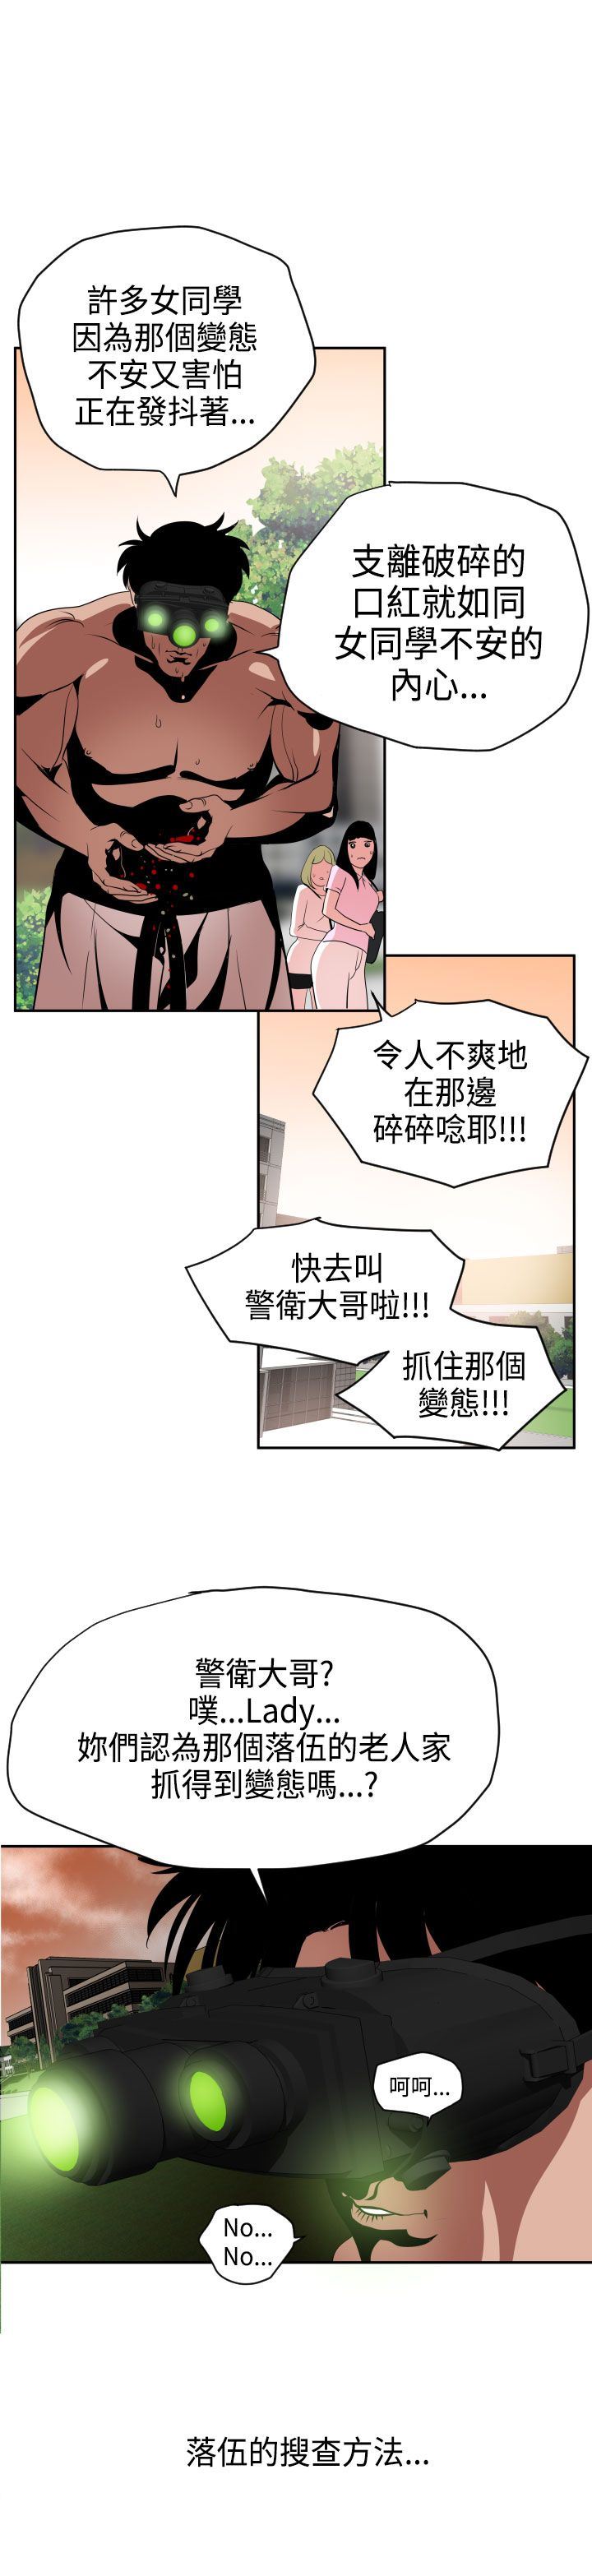 許多女同學
因為那個變態
不安又害怕
正在發抖著...
支離破碎的
口紅就如同
女同學不安的
內心...
令人不爽地
在那邊
碎碎唸耶!!!
快去叫
警衛大哥啦!!!
抓住那個
變態!!!
警衛大哥?
噗...Lady...
妳們認為那個落伍的老人家
抓得到變態嗎...?
呵呵...
No...
No...
落伍的搜查方法...